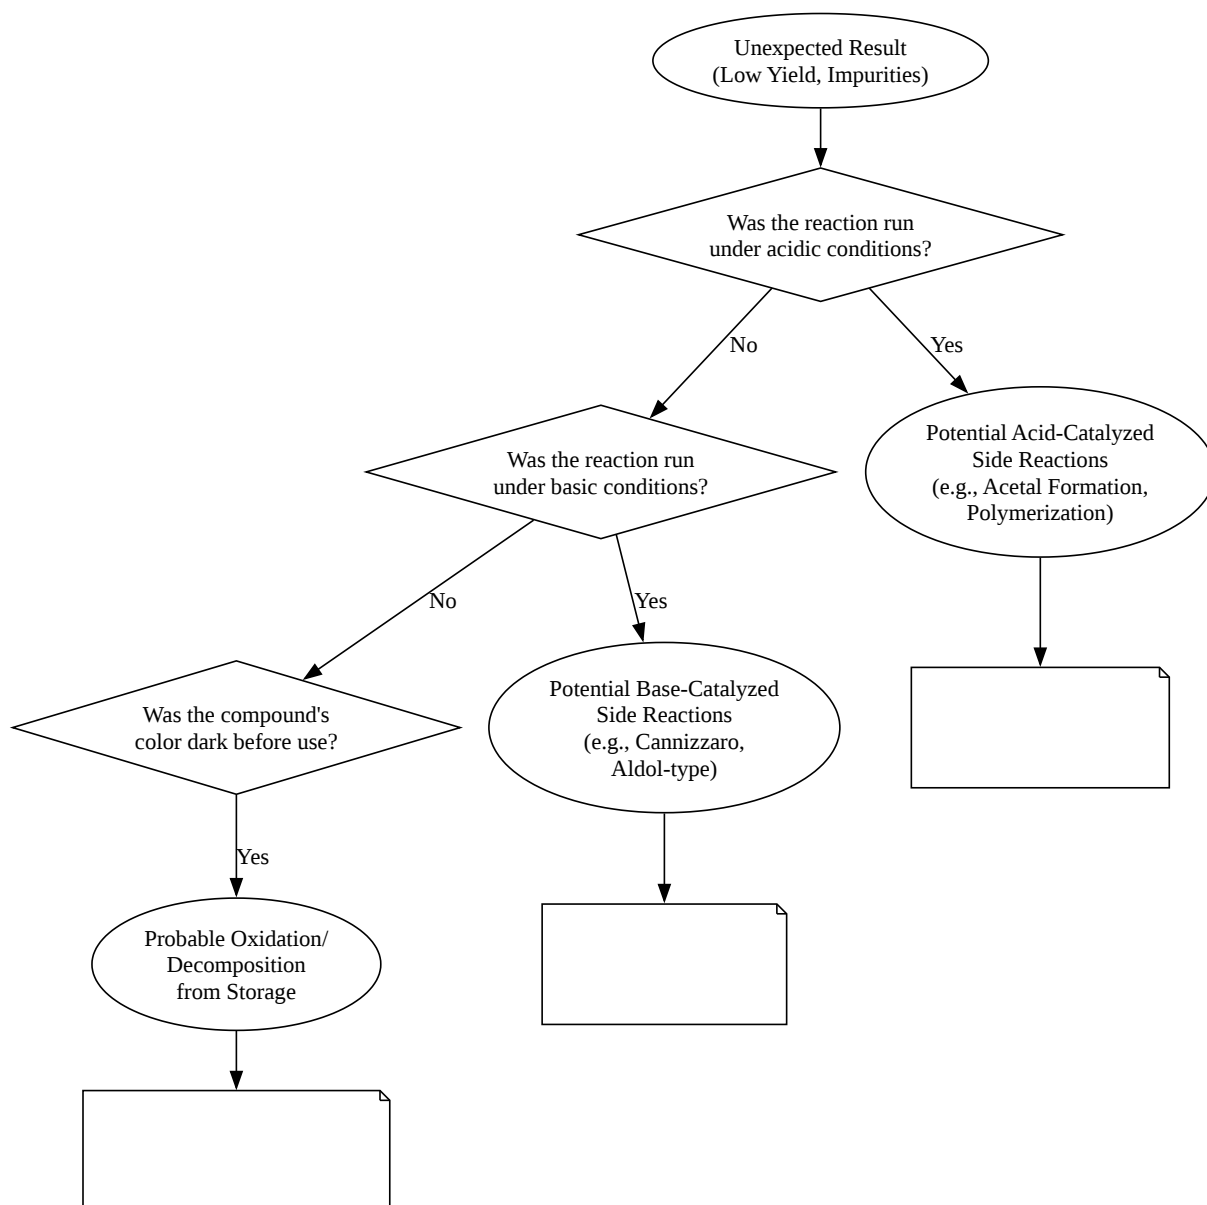 Unexpected Result
(Low Yield, Impurities)
Was the reaction run
under acidic conditions?
No
Yes
Was the reaction run
under basic conditions?
Potential Acid-Catalyzed
Side Reactions
(e.g., Acetal Formation,
Polymerization)
No
Yes
Was the compound's
color dark before use?
Potential Base-Catalyzed
Side Reactions
(e.g., Cannizzaro,
Aldol-type)
Yes
Probable Oxidation/
Decomposition
from Storage